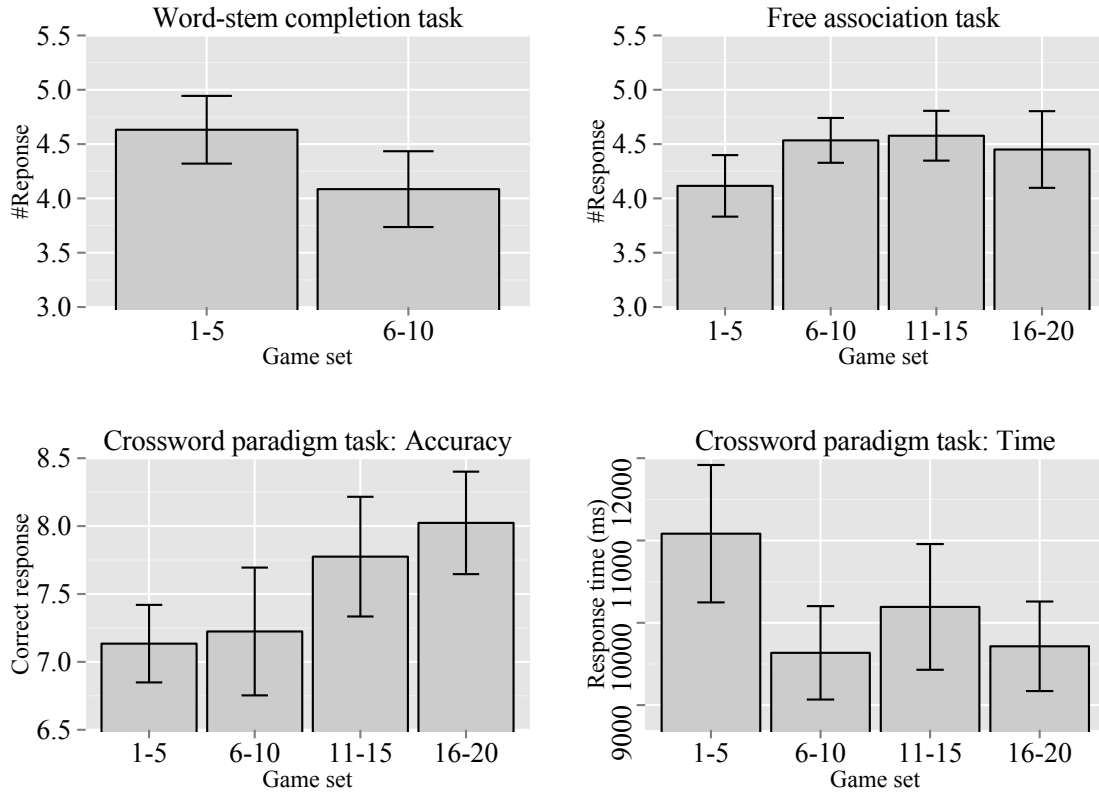 Word-stem completion task
5.5
5.0
4.5
4.0
3.5
3.0
#Reponse
1-5 6-10
Game set
Free association task
5.5
5.0
4.5
4.0
3.5
3.0
#Response
1-5 6-10 11-15 16-20
Game set
Crossword paradigm task: Accuracy
8.5
8.0
7.5
7.0
6.5
Correct response
1-5 6-10 11-15 16-20
Game set
Crossword paradigm task: Time
12000
11000
10000
9000
Response time (ms)
1-5 6-10 11-15 16-20
Game set